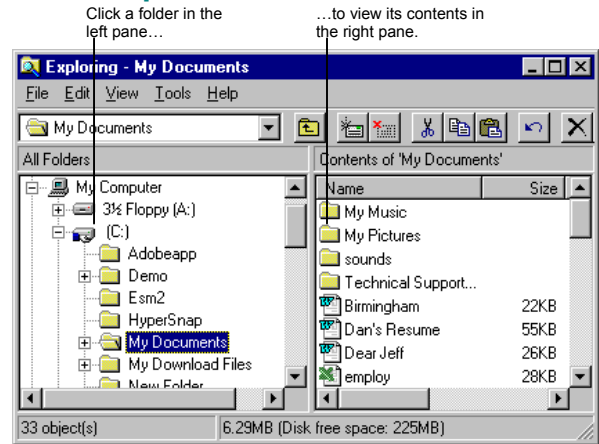 Click a folder in the
left pane…
…to view its contents in
the right pane.
Exploring - My Documents
File Edit View Tools Help
My Documents
All Folders
Contents of 'My Documents'
My Computer
3½ Floppy (A:)
(C:)
Adobeapp
Demo
Esm2
HyperSnap
My Documents
My Download Files
New Folder
Name Size
My Music
My Pictures
sounds
Technical Support...
Birmingham 22KB
Dan's Resume 55KB
Dear Jeff 26KB
employ 28KB
33 object(s) 6.29MB (Disk free space: 225MB)